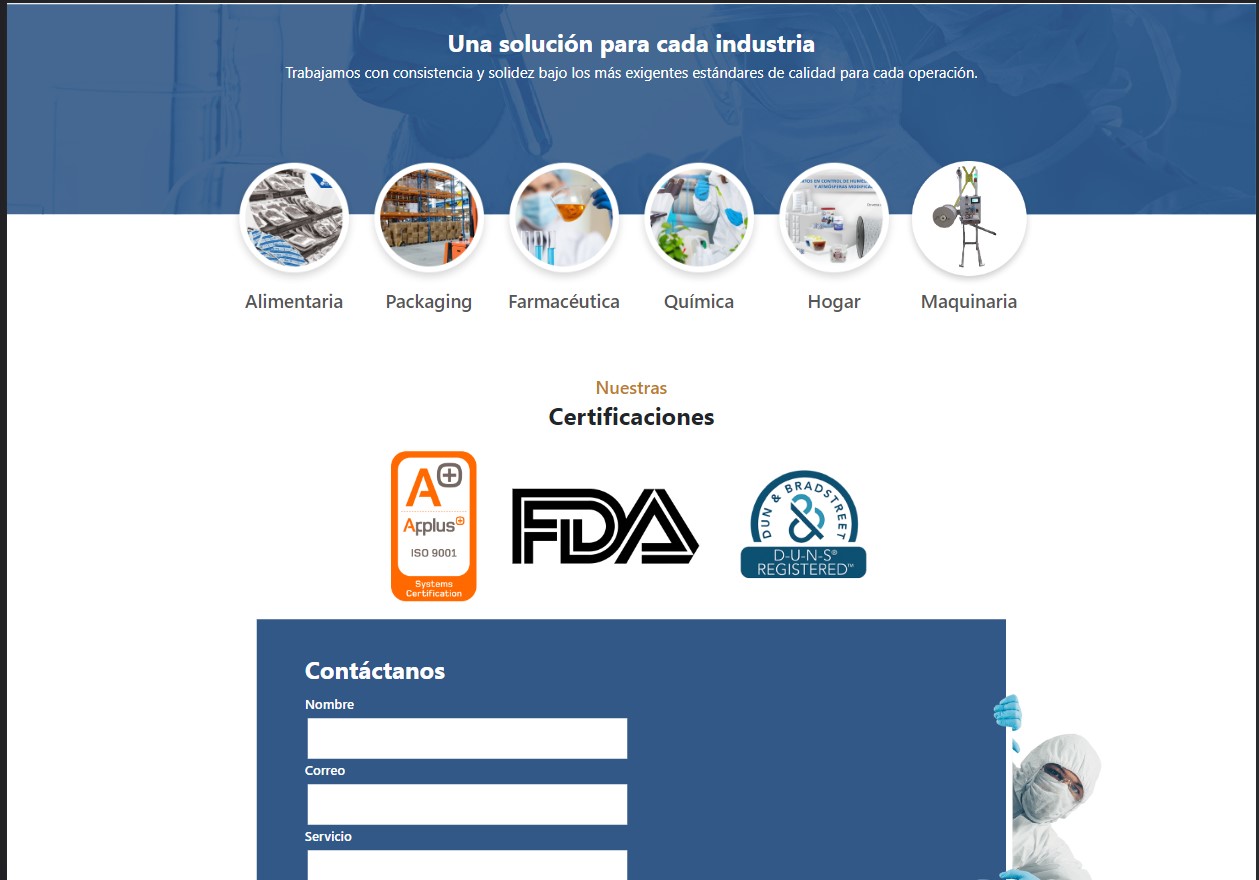 Una solución para cada industria
Trabajamos con consistencia y solidez bajo los más exigentes estándares de calidad para cada operación.
Alimentaria
Packaging
Farmacéutica
Química
Hogar
Maquinaria
Nuestras
Certificaciones
A+
Applus+
ISO 9001
Systems
Certification
FDA
DUN & BRADSTREET
&
D-U-N-S®
REGISTERED™
Contáctanos
Nombre
Correo
Servicio